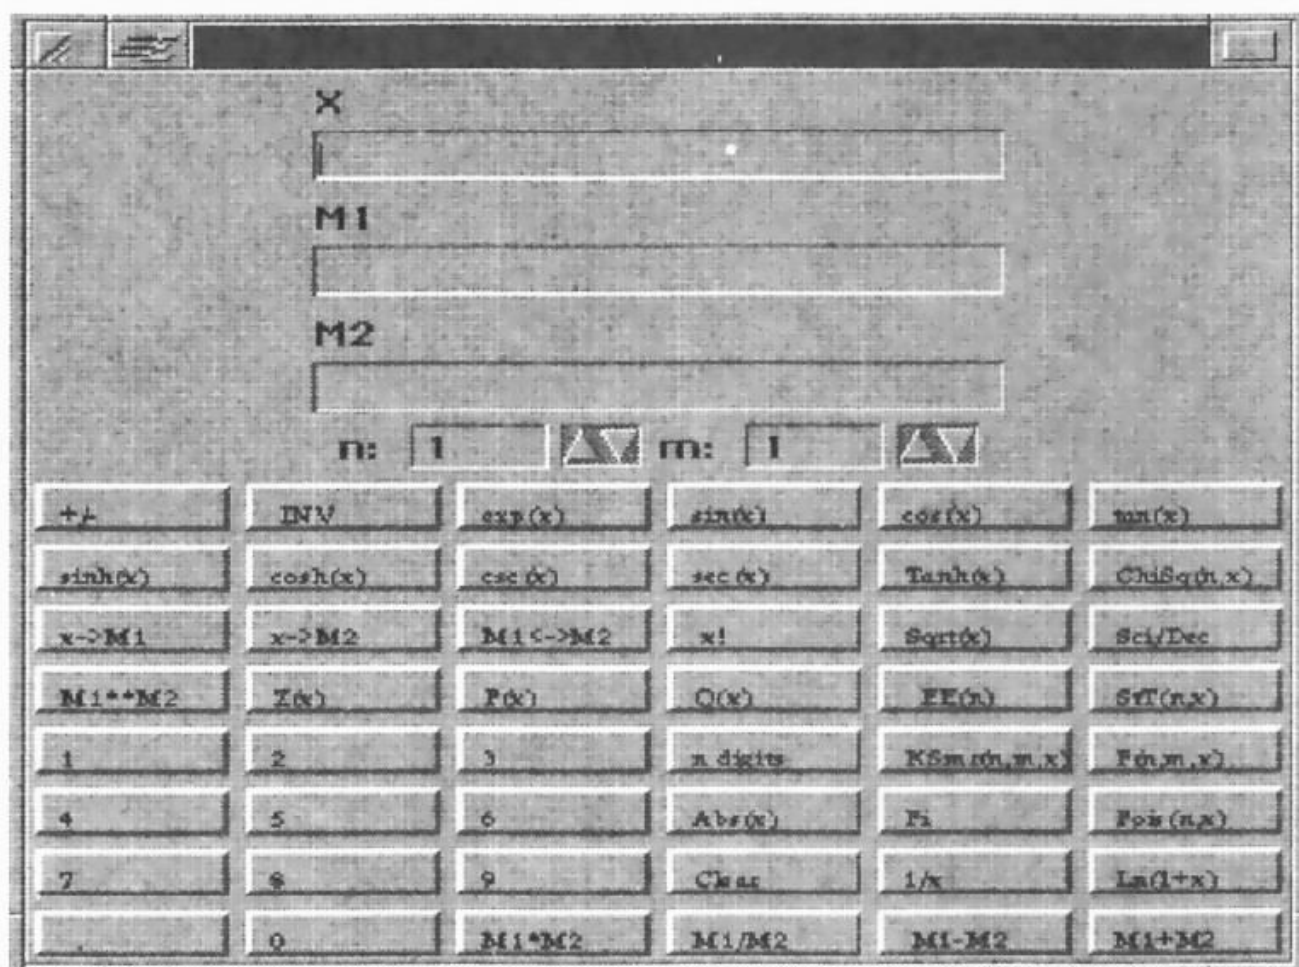 X
M1
M2
n: 1 m: 1
+/- INV exp(x) sin(x) cos(x) tan(x)
sinh(x) cosh(x) csc(x) sec(x) Tanh(x) ChiSq(n,x)
x->M1 x->M2 M1<->M2 x! Sqrt(x) Sci/Dec
M1**M2 Z(x) P(x) Q(x) EE(n) StT(n,x)
1 2 3 n digits F(n,m,x)
4 5 6 Abs(x) Pi Pois(n,x)
7 8 9 Clear 1/x Ln(1+x)
. 0 M1*M2 M1/M2 M1-M2 M1+M2